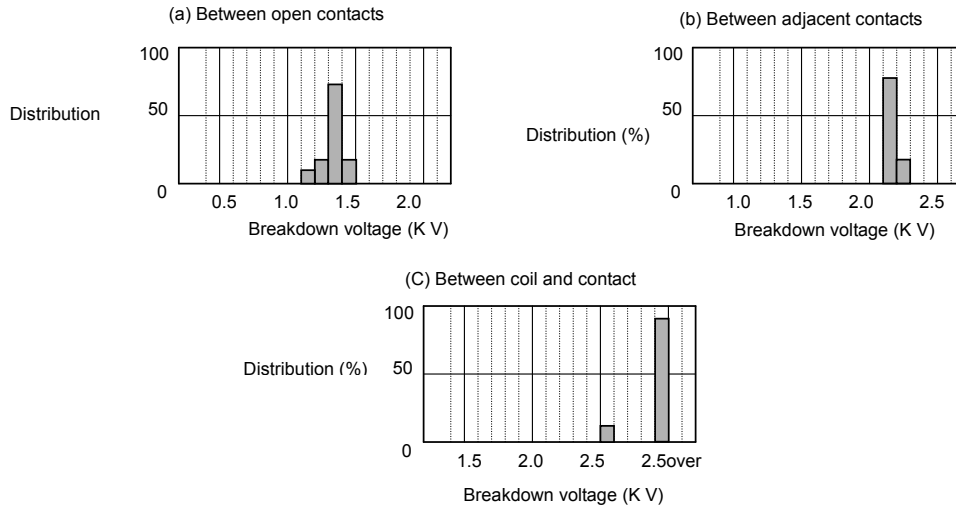 (a) Between open contacts
100
Distribution
50
0
0.5 1.0 1.5 2.0
Breakdown voltage (K V)
(b) Between adjacent contacts
100
50
Distribution (%)
0
1.0 1.5 2.0 2.5
Breakdown voltage (K V)
(C) Between coil and contact
100
50
Distribution (%)
0
1.5 2.0 2.5 2.5over
Breakdown voltage (K V)